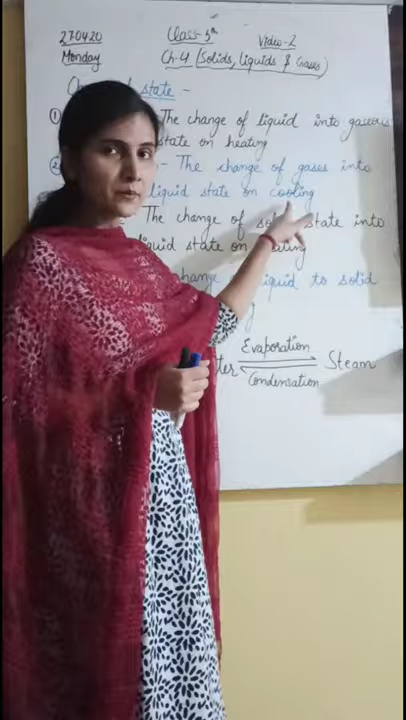 27.04.20 Class-5th Video-2
Monday Ch-4 (Solids, liquids & Gases)
state -
① The change of liquid into gaseous
state on heating
② - The change of gases into
liquid state on cooling
The change of state into
liquid state on
change liquid to solid
Evaporation
Steam
Condensation